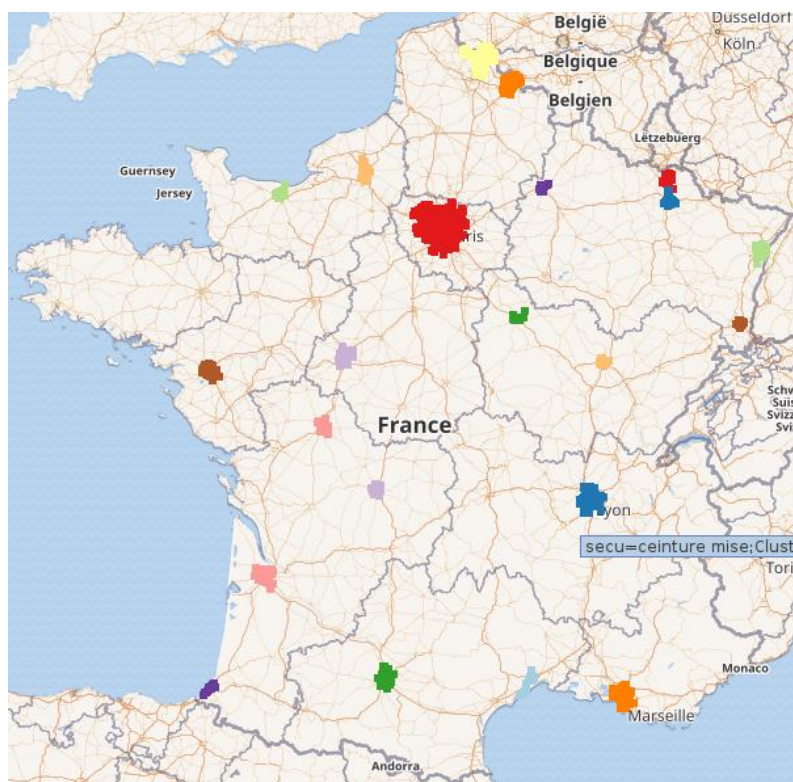 België
-
Belgique
-
Belgien
Dusseldorf
Köln
Lëtzebuerg
Guernsey
Jersey
ris
France
Schw
Suis
Svizz
Svi
yon
secu=ceinture mise;Clust
Tori
Monaco
Marseille
Andorra